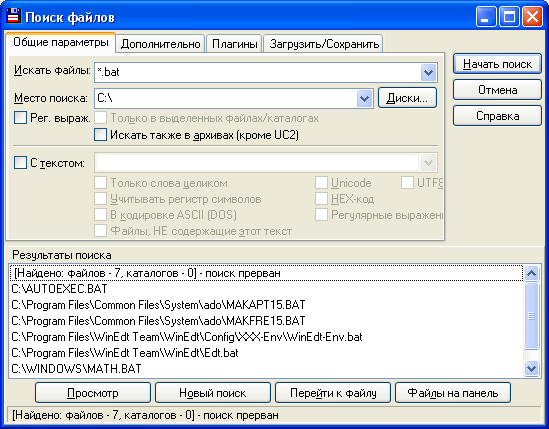 Поиск файлов
Общие параметры Дополнительно Плагины Загрузить/Сохранить
Искать файлы: *.bat Начать поиск
Место поиска: C:\ Диски... Отмена
Рег. выраж. Только в выделенных файлах/каталогах Справка
Искать также в архивах (кроме UC2)
С текстом:
Только слова целиком Unicode UTF8
Учитывать регистр символов HEX-код
В кодировке ASCII (DOS) Регулярные выражен
Файлы, НЕ содержащие этот текст
Результаты поиска
[Найдено: файлов - 7, каталогов - 0] - поиск прерван
C:\AUTOEXEC.BAT
C:\Program Files\Common Files\System\ado\MAKAPT15.BAT
C:\Program Files\Common Files\System\ado\MAKFRE15.BAT
C:\Program Files\WinEdt Team\WinEdt\Config\XXX-Env\WinEdt-Env.bat
C:\Program Files\WinEdt Team\WinEdt\Edt.bat
C:\WINDOWS\MATH.BAT
Просмотр Новый поиск Перейти к файлу Файлы на панель
[Найдено: файлов - 7, каталогов - 0] - поиск прерван